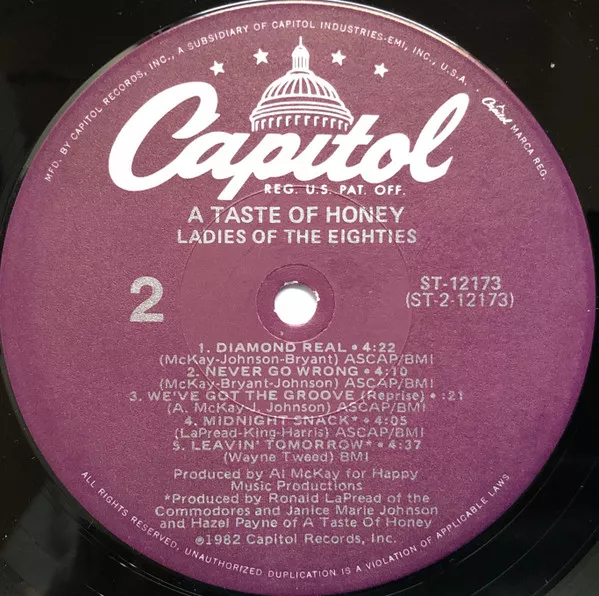 MFD. BY CAPITOL RECORDS, INC., A SUBSIDIARY OF CAPITOL INDUSTRIES-EMI, INC., U.S.A. · Capitol MARCA REG.
Capitol
REG. U.S. PAT. OFF.
A TASTE OF HONEY
LADIES OF THE EIGHTIES
2
ST-12173
(ST-2-12173)
1. DIAMOND REAL • 4:22
(McKay-Johnson-Bryant) ASCAP/BMI
2. NEVER GO WRONG • 4:10
(McKay-Bryant-Johnson) ASCAP/BMI
3. WE'VE GOT THE GROOVE (Reprise) • :21
(A. McKay-J. Johnson) ASCAP/BMI
4. MIDNIGHT SNACK* • 4:05
(LaPread-King-Harris) ASCAP/BMI
5. LEAVIN' TOMORROW* • 4:37
(Wayne Tweed) BMI
Produced by Al McKay for Happy
Music Productions
*Produced by Ronald LaPread of the
Commodores and Janice Marie Johnson
and Hazel Payne of A Taste Of Honey
℗1982 Capitol Records, Inc.
ALL RIGHTS RESERVED. UNAUTHORIZED DUPLICATION IS A VIOLATION OF APPLICABLE LAWS